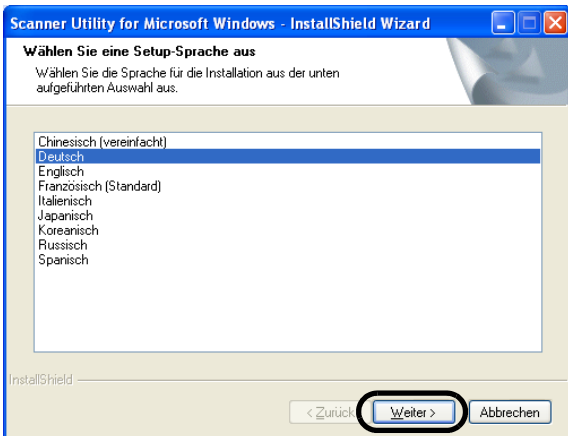 Scanner Utility for Microsoft Windows - InstallShield Wizard
Wählen Sie eine Setup-Sprache aus
Wählen Sie die Sprache für die Installation aus der unten
aufgeführten Auswahl aus.
Chinesisch (vereinfacht)
Deutsch
Englisch
Französisch (Standard)
Italienisch
Japanisch
Koreanisch
Russisch
Spanisch
InstallShield
< Zurück
Weiter >
Abbrechen